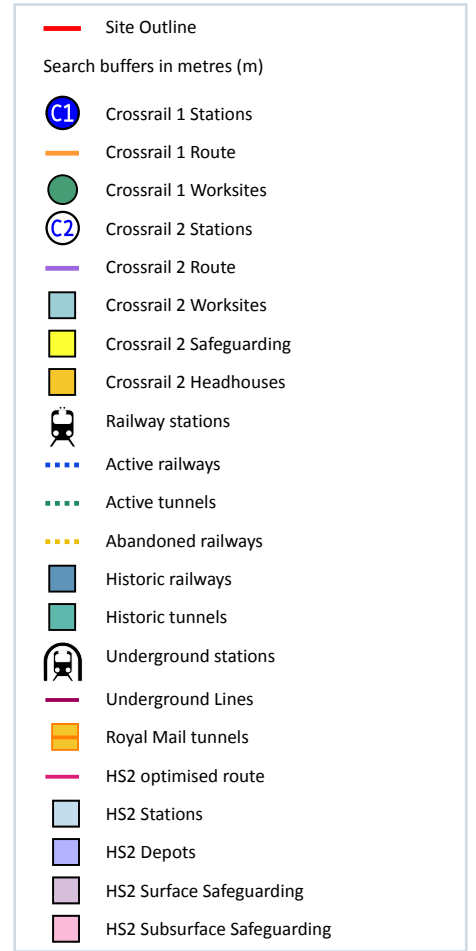 Site Outline
Search buffers in metres (m)
C1 Crossrail 1 Stations
Crossrail 1 Route
Crossrail 1 Worksites
C2 Crossrail 2 Stations
Crossrail 2 Route
Crossrail 2 Worksites
Crossrail 2 Safeguarding
Crossrail 2 Headhouses
Railway stations
Active railways
Active tunnels
Abandoned railways
Historic railways
Historic tunnels
Underground stations
Underground Lines
Royal Mail tunnels
HS2 optimised route
HS2 Stations
HS2 Depots
HS2 Surface Safeguarding
HS2 Subsurface Safeguarding